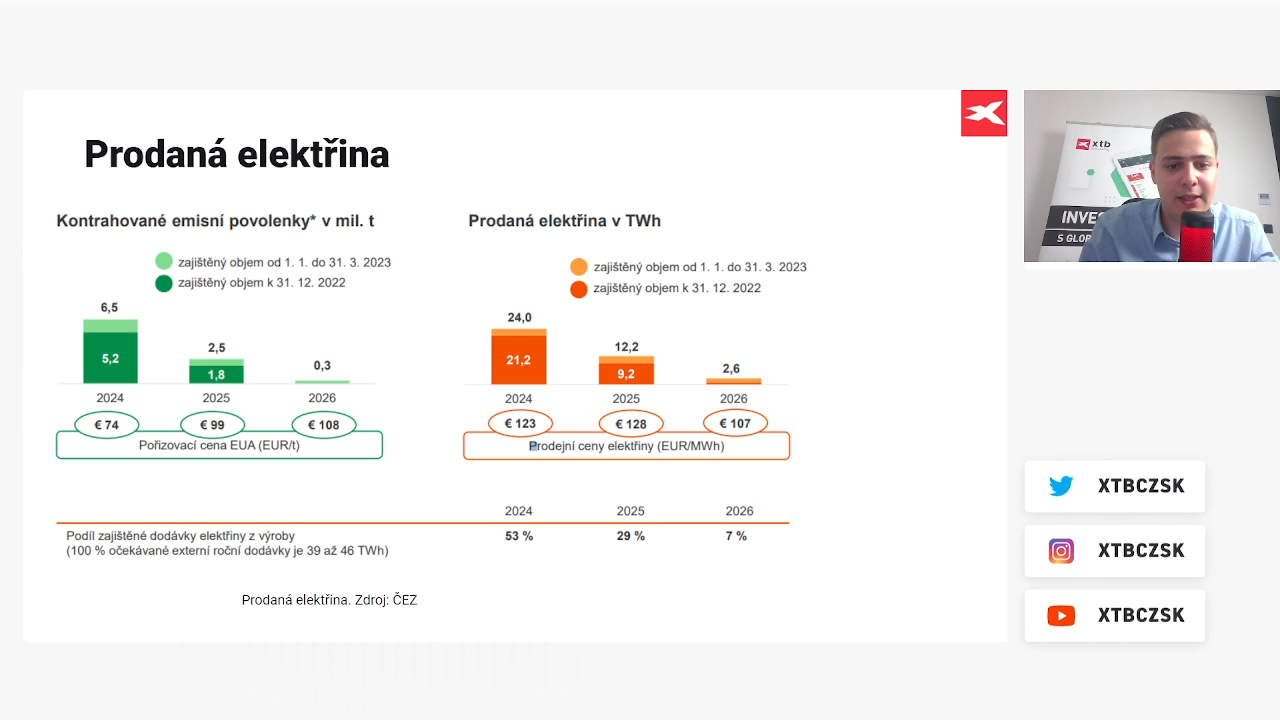 Prodaná elektřina
Kontrahované emisní povolenky* v mil. t
zajištěný objem od 1. 1. do 31. 3. 2023
zajištěný objem k 31. 12. 2022
6,5
5,2
2,5
1,8
0,3
2024
2025
2026
€ 74
€ 99
€ 108
Pořizovací cena EUA (EUR/t)
Prodaná elektřina v TWh
zajištěný objem od 1. 1. do 31. 3. 2023
zajištěný objem k 31. 12. 2022
24,0
21,2
12,2
9,2
2,6
2024
2025
2026
€ 123
€ 128
€ 107
Prodejní ceny elektřiny (EUR/MWh)
2024 2025 2026
Podíl zajištěné dodávky elektřiny z výroby 53 % 29 % 7 %
(100 % očekávané externí roční dodávky je 39 až 46 TWh)
Prodaná elektřina. Zdroj: ČEZ
xtb
INVES
S GLOB
XTBCZSK
XTBCZSK
XTBCZSK